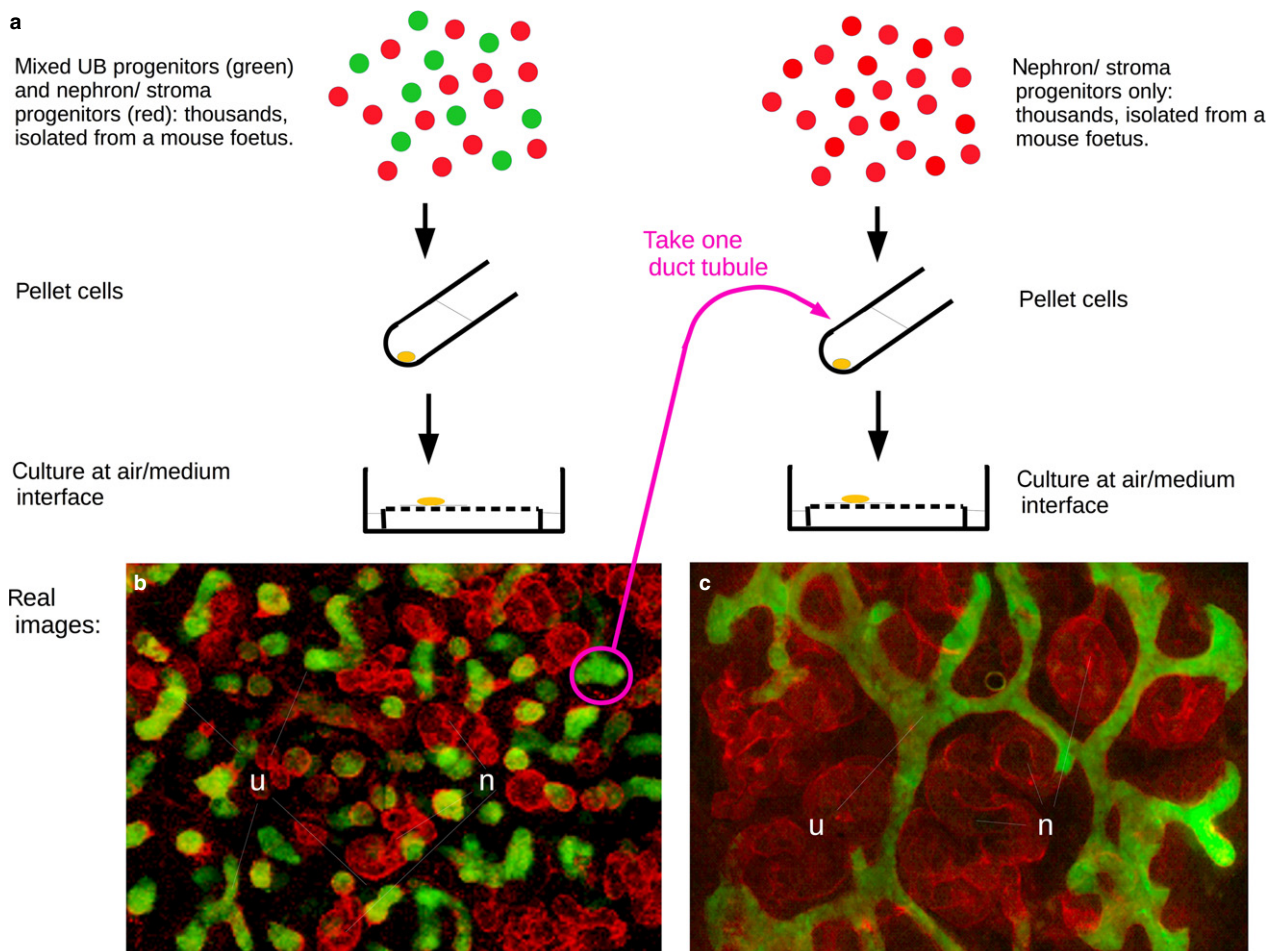 a
Mixed UB progenitors (green)
and nephron/ stroma
progenitors (red): thousands,
isolated from a mouse foetus.
Nephron/ stroma
progenitors only:
thousands, isolated from a
mouse foetus.
Take one
duct tubule
Pellet cells
Pellet cells
Culture at air/medium
interface
Culture at air/medium
interface
Real
images:
b
u
n
c
u
n